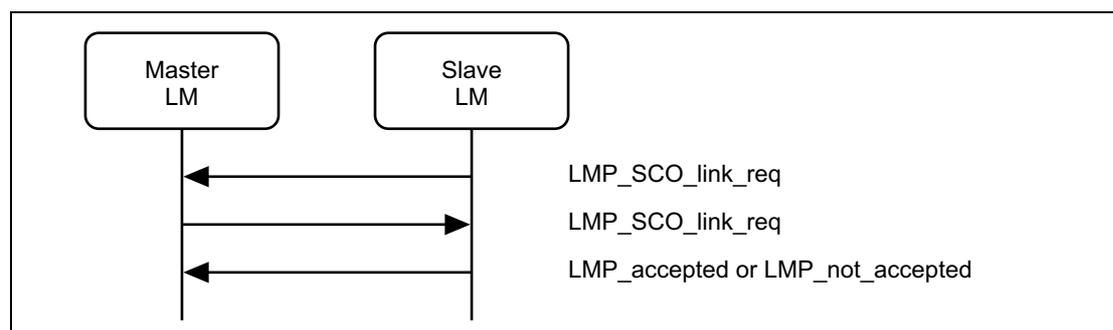 Master
LM
Slave
LM
LMP_SCO_link_req
LMP_SCO_link_req
LMP_accepted or LMP_not_accepted